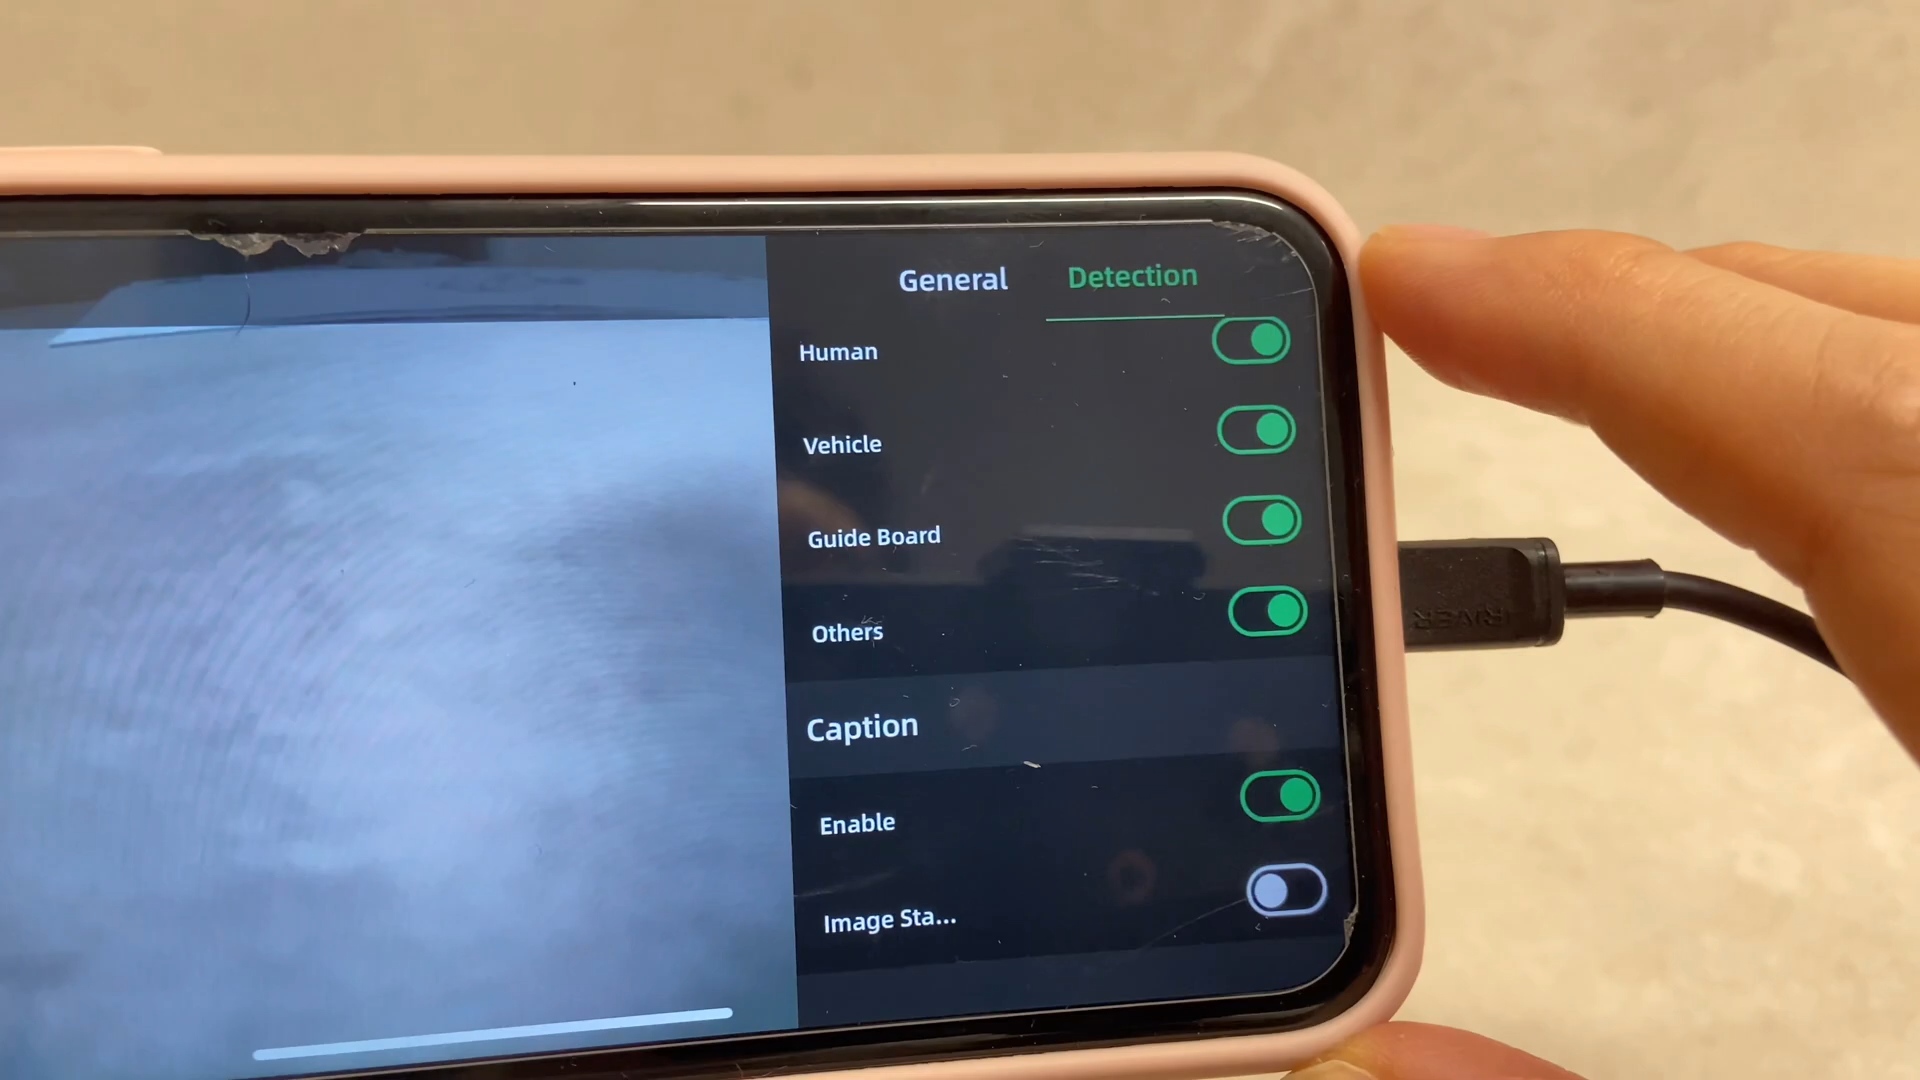 General Detection
Human
Vehicle
Guide Board
Others
Caption
Enable
Image Sta...